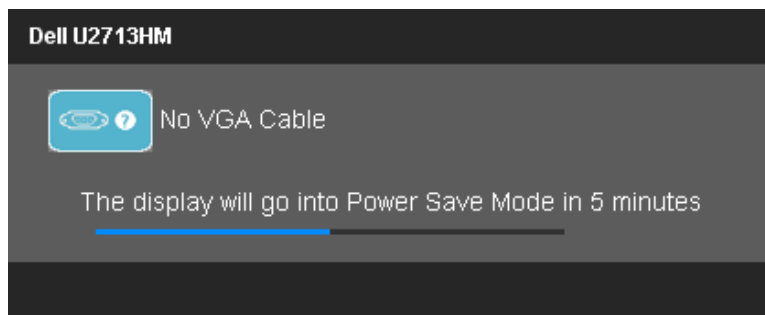 Dell U2713HM
? No VGA Cable
The display will go into Power Save Mode in 5 minutes